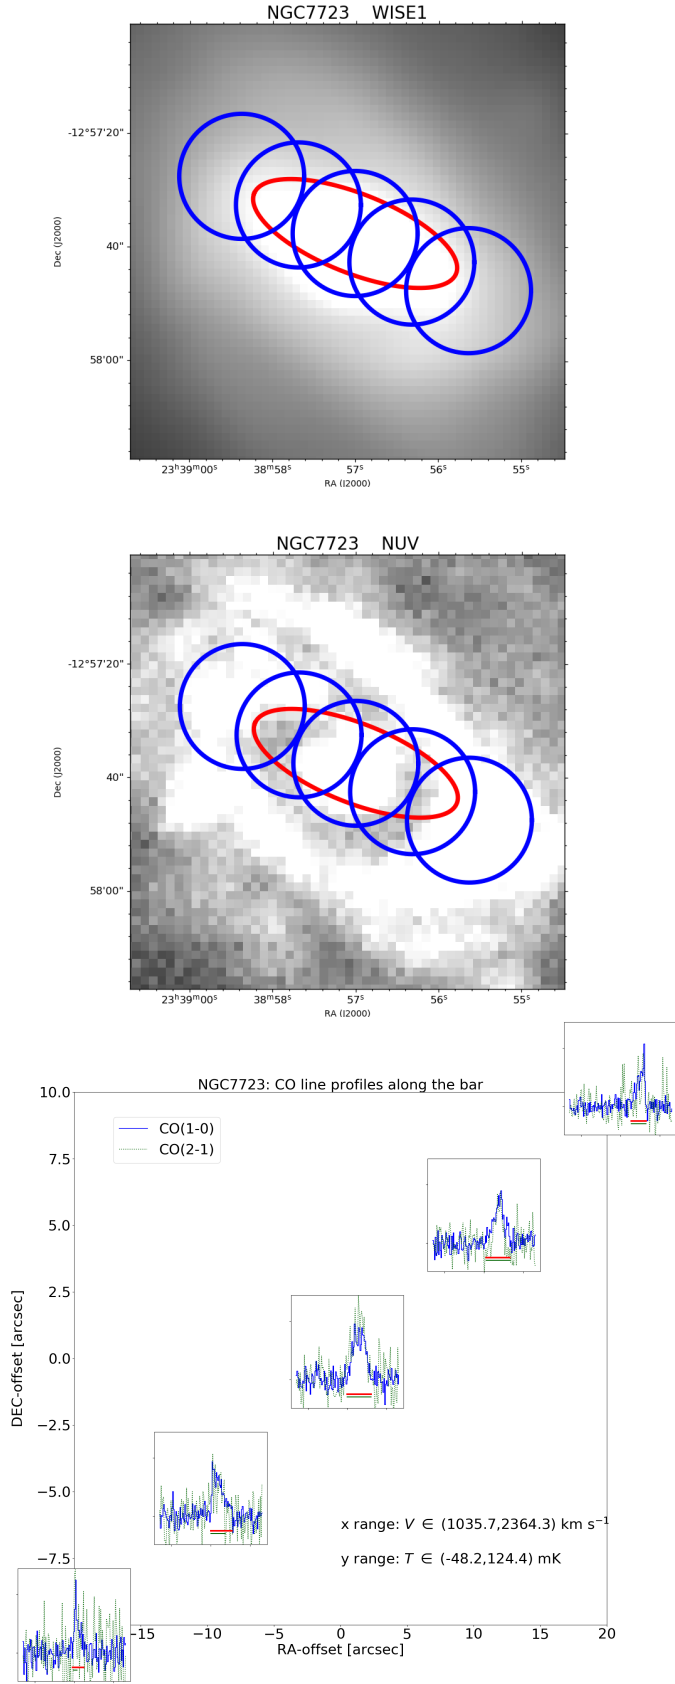 NGC7723 WISE1
-12°57'20"
40"
58'00"
Dec (J2000)
23ʰ39ᵐ00ˢ 38ᵐ58ˢ 57ˢ 56ˢ 55ˢ
RA (J2000)
NGC7723 NUV
-12°57'20"
40"
58'00"
Dec (J2000)
23ʰ39ᵐ00ˢ 38ᵐ58ˢ 57ˢ 56ˢ 55ˢ
RA (J2000)
NGC7723: CO line profiles along the bar
CO(1-0)
CO(2-1)
10.0
7.5
5.0
2.5
0.0
−2.5
−5.0
−7.5
DEC-offset [arcsec]
x range: V ∈ (1035.7,2364.3) km s⁻¹
y range: T ∈ (-48.2,124.4) mK
−15 −10 −5 0 5 10 15 20
RA-offset [arcsec]